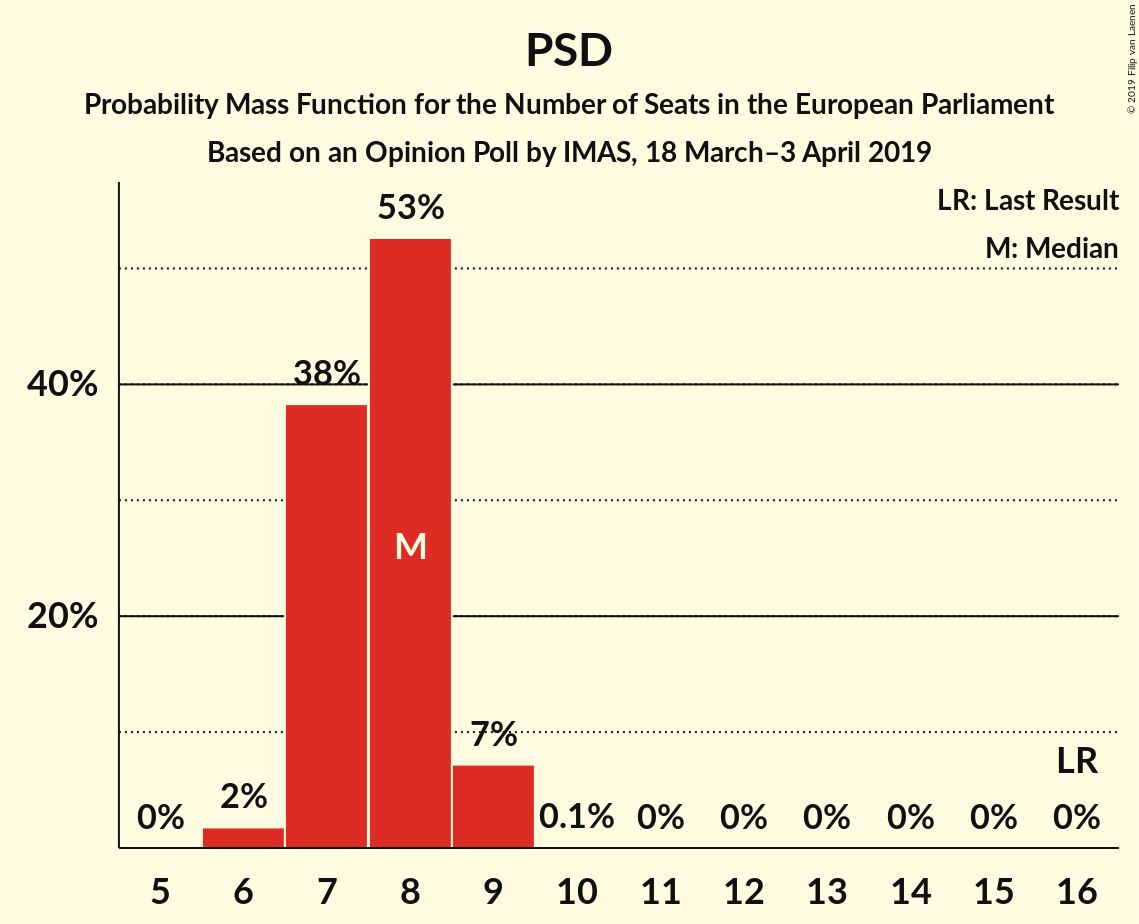 PSD
Probability Mass Function for the Number of Seats in the European Parliament
Based on an Opinion Poll by IMAS, 18 March–3 April 2019
© 2019 Filip van Laenen
LR: Last Result
M: Median
53%
38%
40%
M
20%
7%
LR
2%
0% 0.1% 0% 0% 0% 0% 0% 0%
5 6 7 8 9 10 11 12 13 14 15 16